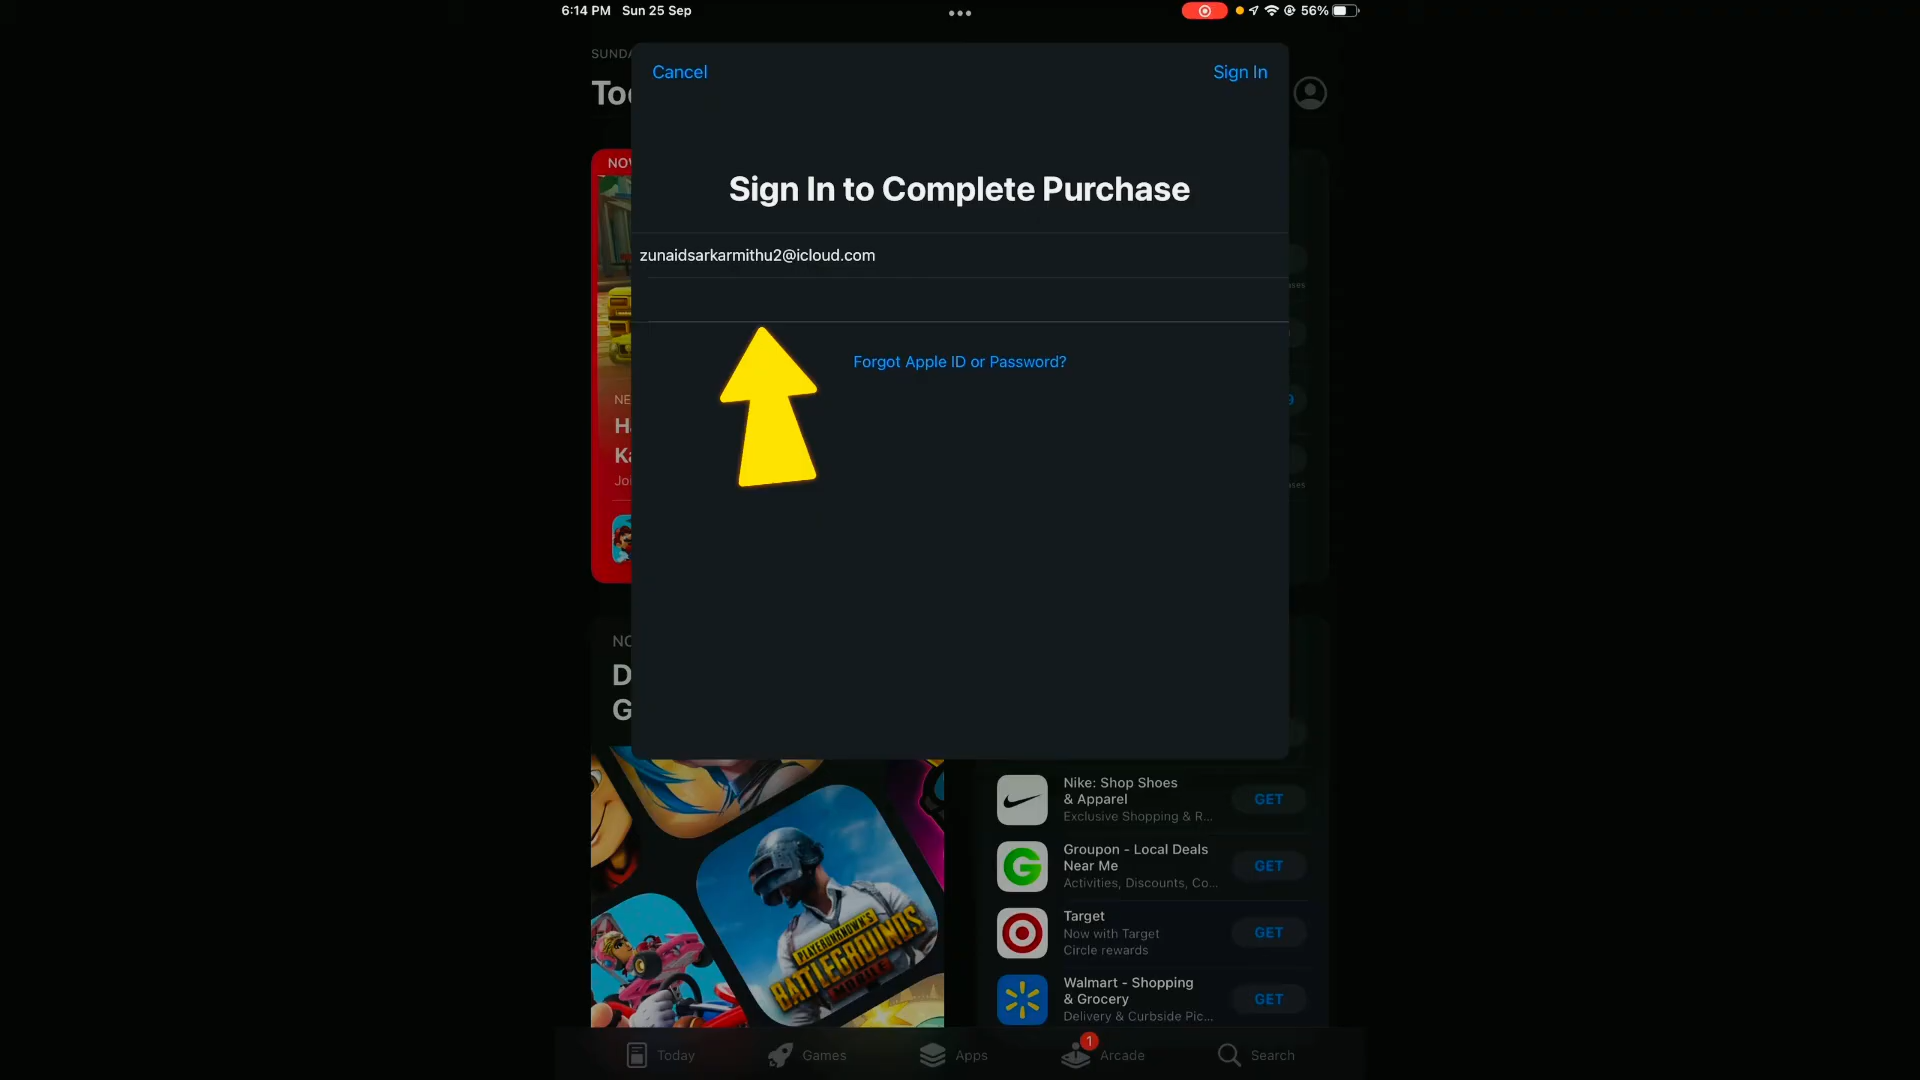 6:14 PM Sun 25 Sep
56%
Cancel
Sign In
Sign In to Complete Purchase
zunaidsarkarmithu2@icloud.com
Forgot Apple ID or Password?
Nike: Shop Shoes
& Apparel
Exclusive Shopping & R...
GET
Groupon - Local Deals
Near Me
Activities, Discounts, Co...
GET
Target
Now with Target
Circle rewards
GET
Walmart - Shopping
& Grocery
Delivery & Curbside Pic...
GET
PLAYERUNKNOWN'S
BATTLEGROUNDS
MOBILE
Today
Games
Apps
1
Arcade
Search